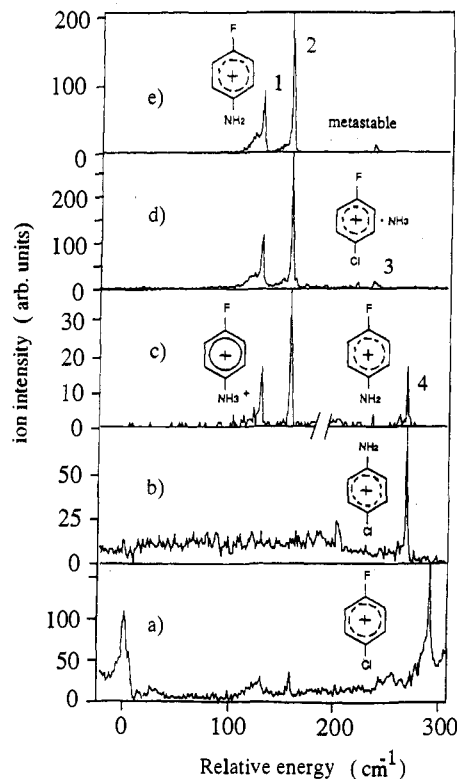 ion intensity ( arb. units)
200
100
0
e)
F
+
NH₂
1
2
metastable
200
100
0
d)
F
+
Cl
· NH₃
3
30
20
10
0
c)
F
+
NH₃ +
F
+
NH₂
4
50
25
0
b)
NH₂
+
Cl
100
50
0
a)
F
+
Cl
0 100 200 300
Relative energy (cm⁻¹)